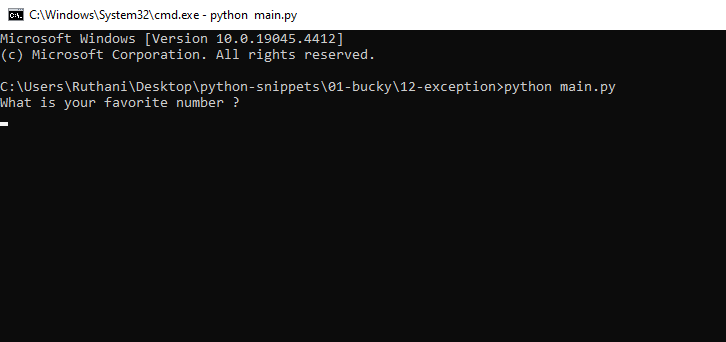 C:\Windows\System32\cmd.exe - python  main.py
Microsoft Windows [Version 10.0.19045.4412]
(c) Microsoft Corporation. All rights reserved.
C:\Users\Ruthani\Desktop\python-snippets\01-bucky\12-exception>python main.py
What is your favorite number ?